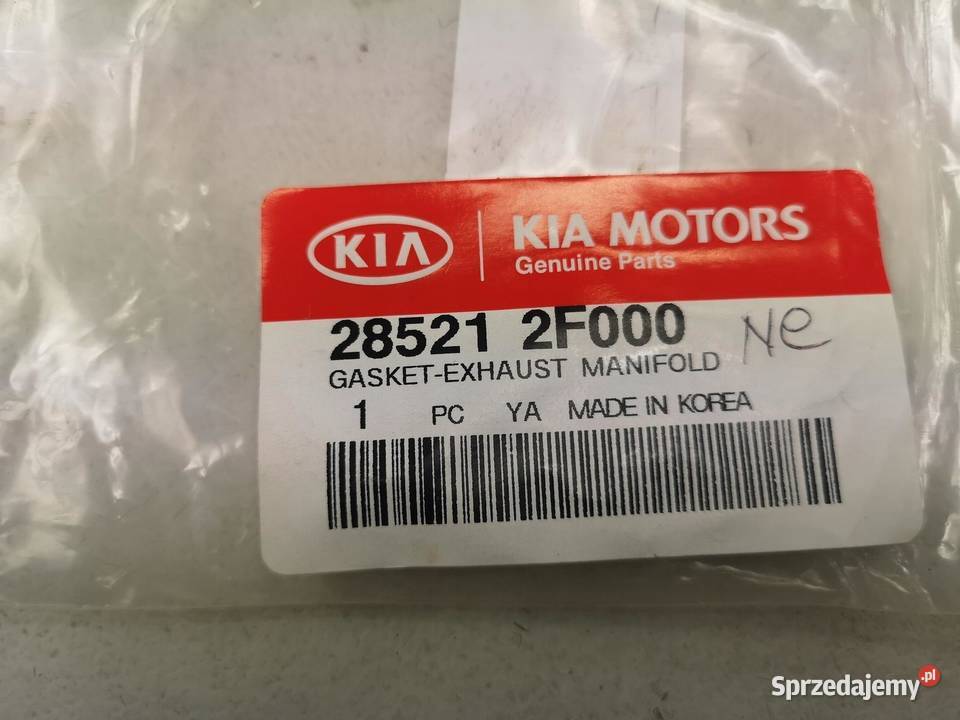 KIA
KIA MOTORS
Genuine Parts
28521 2F000 Ne
GASKET-EXHAUST MANIFOLD
1 PC YA MADE IN KOREA
Sprzedajemy.pl